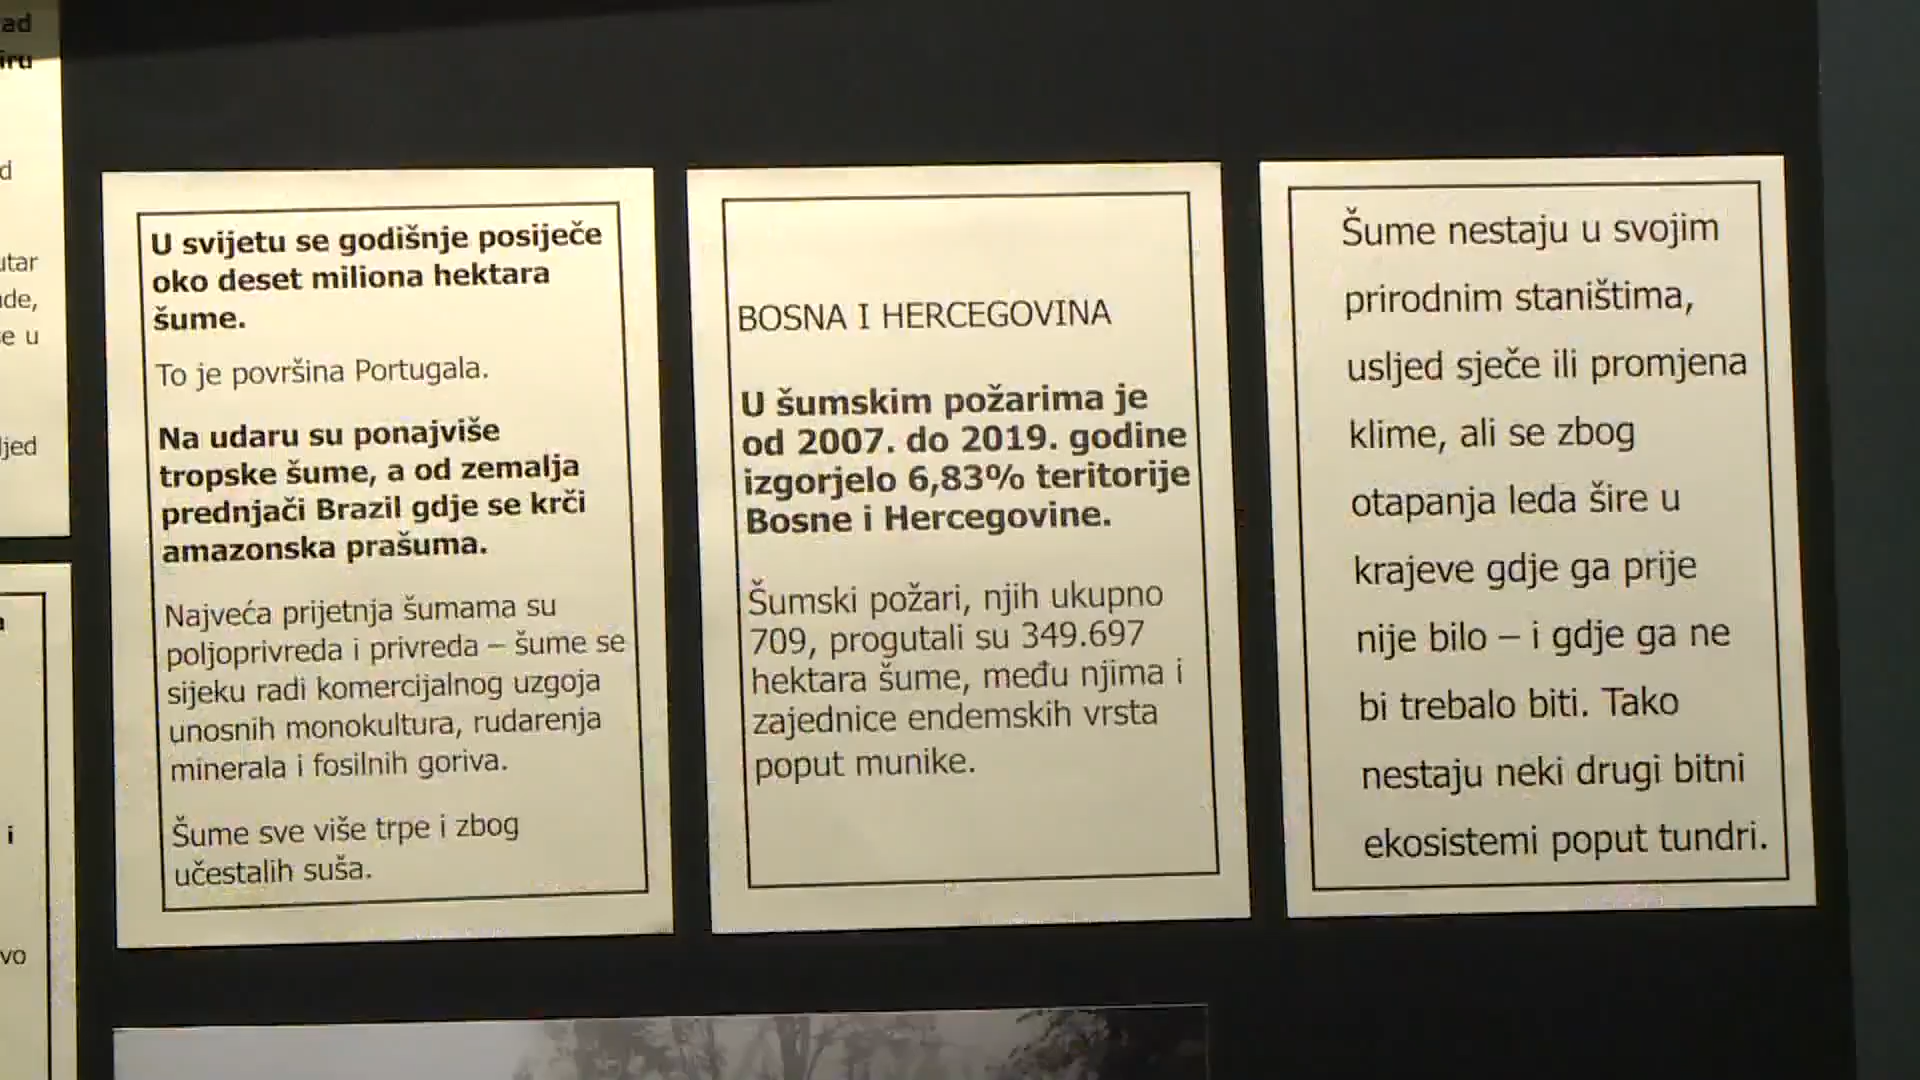 ad
iru
d
utar
de,
e u
ljed
i
vo
U svijetu se godišnje posiječe
oko deset miliona hektara
šume.
To je površina Portugala.
Na udaru su ponajviše
tropske šume, a od zemalja
prednjači Brazil gdje se krči
amazonska prašuma.
Najveća prijetnja šumama su
poljoprivreda i privreda – šume se
sijeku radi komercijalnog uzgoja
unosnih monokultura, rudarenja
minerala i fosilnih goriva.
Šume sve više trpe i zbog
učestalih suša.
BOSNA I HERCEGOVINA
U šumskim požarima je
od 2007. do 2019. godine
izgorjelo 6,83% teritorije
Bosne i Hercegovine.
Šumski požari, njih ukupno
709, progutali su 349.697
hektara šume, među njima i
zajednice endemskih vrsta
poput munike.
Šume nestaju u svojim
prirodnim staništima,
usljed sječe ili promjena
klime, ali se zbog
otapanja leda šire u
krajeve gdje ga prije
nije bilo – i gdje ga ne
bi trebalo biti. Tako
nestaju neki drugi bitni
ekosistemi poput tundri.